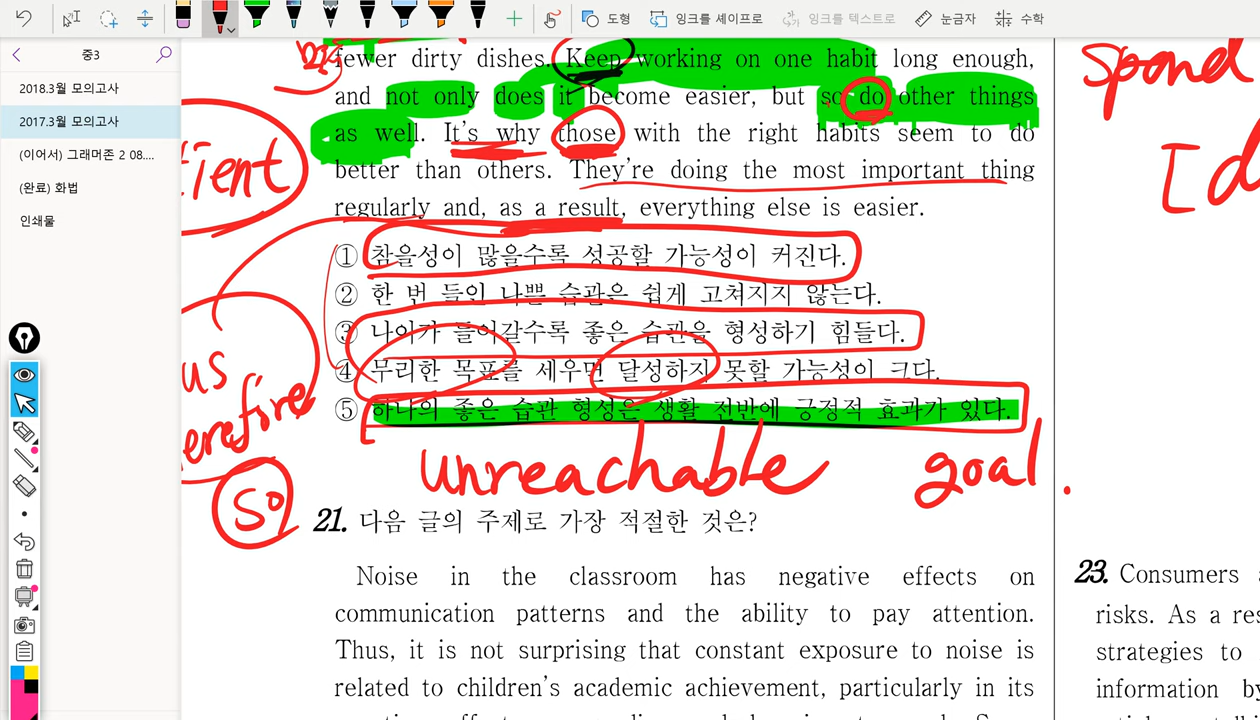 도형
잉크를 셰이프로
잉크를 텍스트로
눈금자
수학
중3
2018.3월 모의고사
2017.3월 모의고사
(이어서) 그래머존 2 08....
(완료) 화법
인쇄물
fewer dirty dishes. Keep working on one habit long enough,
and not only does it become easier, but so do other things
as well. It's why those with the right habits seem to do
better than others. They're doing the most important thing
regularly and, as a result, everything else is easier.
① 참을성이 많을수록 성공할 가능성이 커진다.
② 한 번 들인 나쁜 습관은 쉽게 고쳐지지 않는다.
③ 나이가 들어갈수록 좋은 습관을 형성하기 힘들다.
④ 무리한 목표를 세우면 달성하지 못할 가능성이 크다.
⑤ 하나의 좋은 습관 형성은 생활 전반에 긍정적 효과가 있다.
unreachable goal.
so
tient
us
erefire
21. 다음 글의 주제로 가장 적절한 것은?
Noise in the classroom has negative effects on
communication patterns and the ability to pay attention.
Thus, it is not surprising that constant exposure to noise is
related to children's academic achievement, particularly in its
spond
[d
23. Consumers
risks. As a res
strategies to
information by